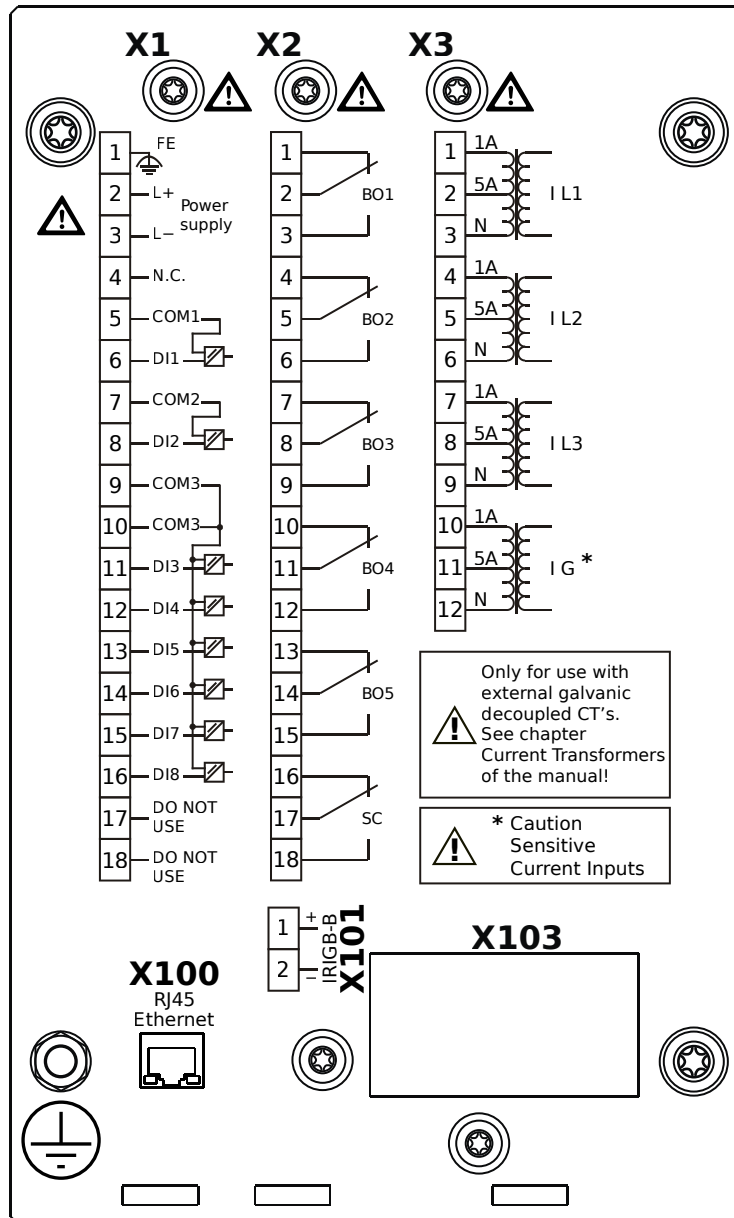 X1
X2
X3
1 FE
2 L+ Power
supply
3 L−
4 N.C.
5 COM1
6 DI1
7 COM2
8 DI2
9 COM3
10 COM3
11 DI3
12 DI4
13 DI5
14 DI6
15 DI7
16 DI8
17 DO NOT
USE
18 DO NOT
USE
1
2 BO1
3
4
5 BO2
6
7
8 BO3
9
10
11 BO4
12
13
14 BO5
15
16
17 SC
18
1 1A
2 5A I L1
3 N
4 1A
5 5A I L2
6 N
7 1A
8 5A I L3
9 N
10 1A
11 5A I G *
12 N
Only for use with
external galvanic
decoupled CT's.
See chapter
Current Transformers
of the manual!
* Caution
Sensitive
Current Inputs
1 +
2 −
IRIGB-B
X101
X100
RJ45
Ethernet
X103